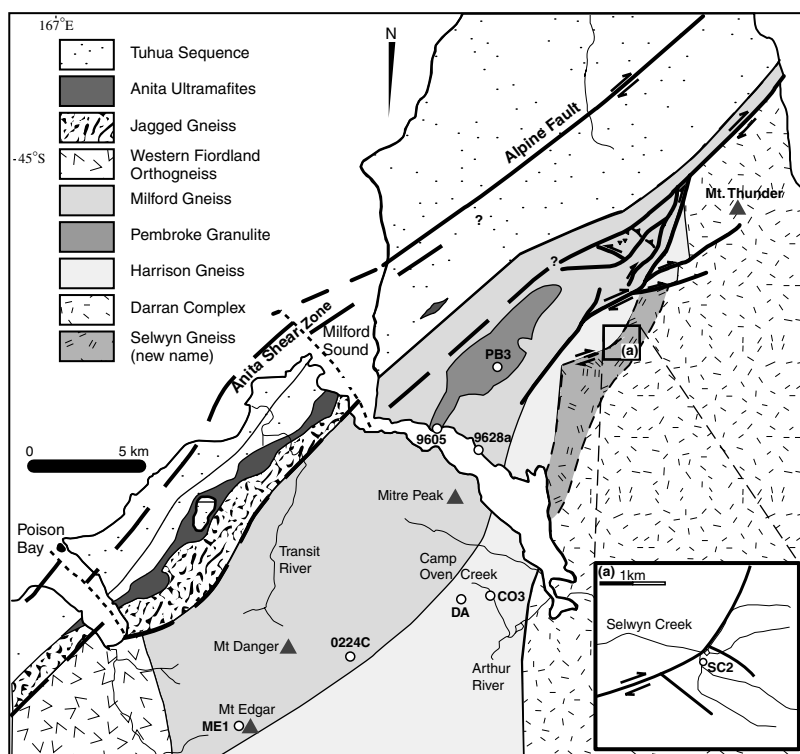 167°E
N
Tuhua Sequence
Anita Ultramafites
Jagged Gneiss
Western Fiordland
Orthogneiss
Milford Gneiss
Pembroke Granulite
Harrison Gneiss
Darran Complex
Selwyn Gneiss
(new name)
45°S
Alpine Fault
Mt. Thunder
?
?
Anita Shear Zone
Milford
Sound
PB3
(a)
0
5 km
9605
9628a
Mitre Peak
Poison
Bay
Transit
River
Camp
Oven Creek
CO3
DA
Mt Danger
0224C
Arthur
River
Mt Edgar
ME1
(a)
1km
Selwyn Creek
SC2